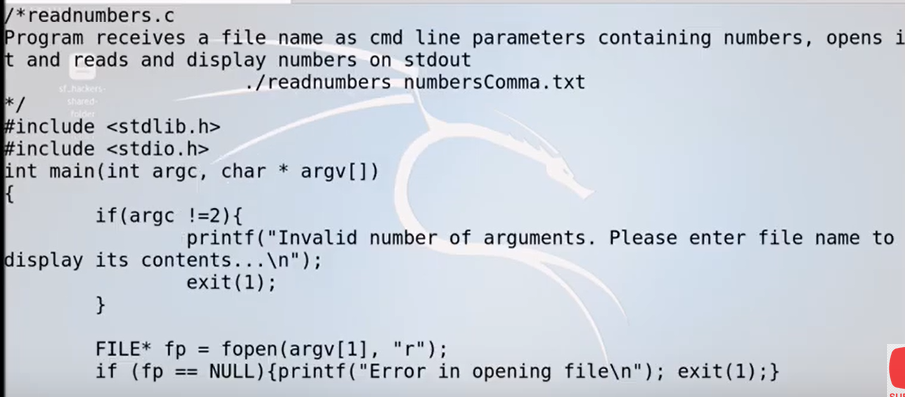 /*readnumbers.c
Program receives a file name as cmd line parameters containing numbers, opens i
t and reads and display numbers on stdout
./readnumbers numbersComma.txt
*/
#include <stdlib.h>
#include <stdio.h>
int main(int argc, char * argv[])
{
if(argc !=2){
printf("Invalid number of arguments. Please enter file name to
display its contents...\n");
exit(1);
}
FILE* fp = fopen(argv[1], "r");
if (fp == NULL){printf("Error in opening file\n"); exit(1);}
sf_hackers-
shared-
folder